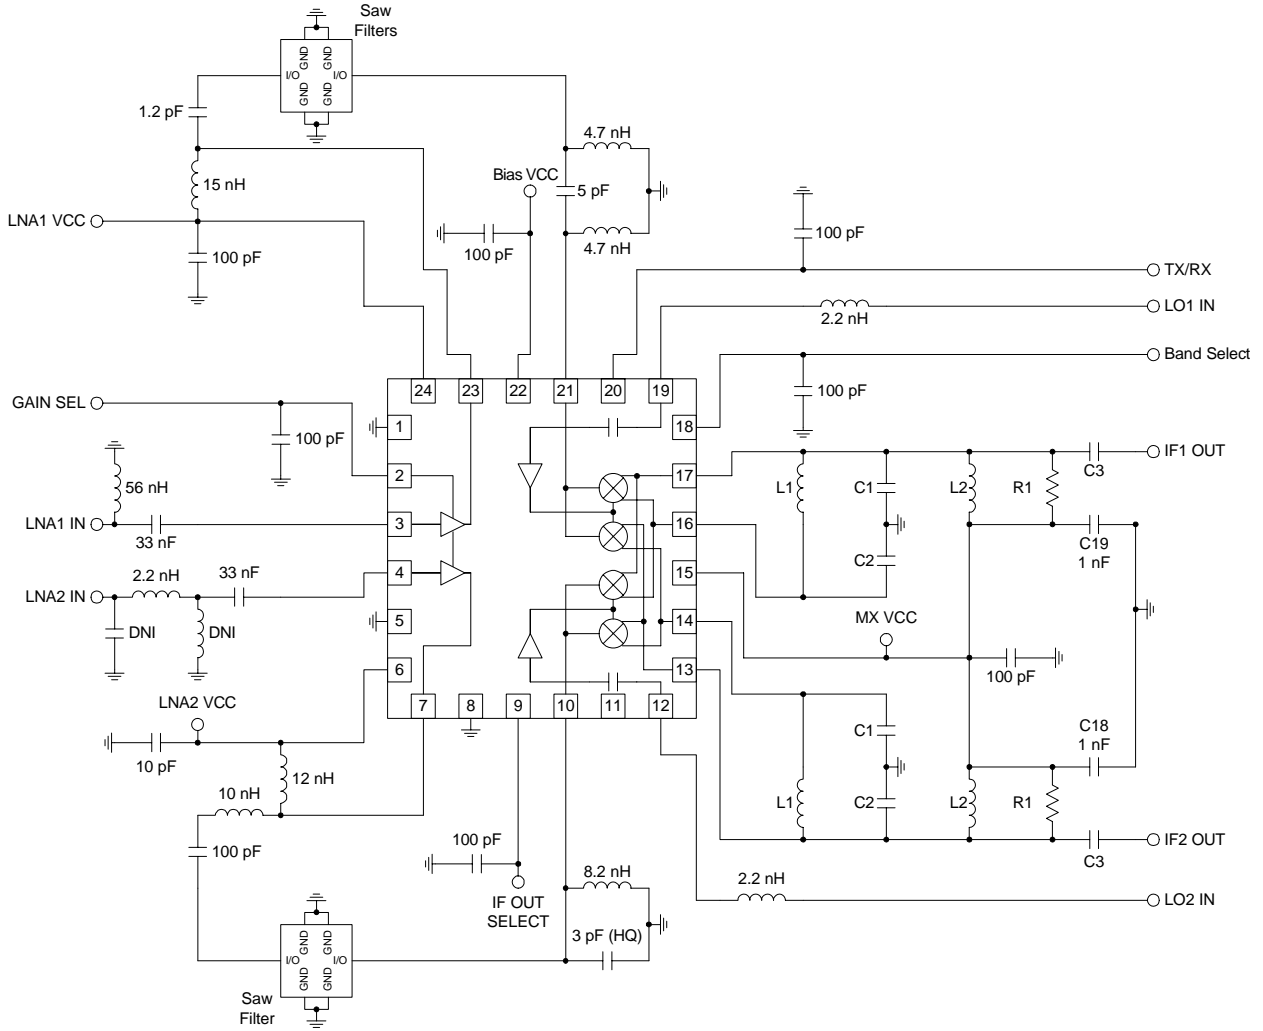 Saw
Filters
GND
GND
I/O
I/O
GND
GND
1.2 pF
4.7 nH
15 nH
Bias VCC
5 pF
LNA1 VCC
100 pF
100 pF
4.7 nH
100 pF
TX/RX
LO1 IN
2.2 nH
Band Select
24
23
22
21
20
19
100 pF
GAIN SEL
100 pF
1
18
IF1 OUT
C3
2
17
56 nH
L1
C1
L2
R1
LNA1 IN
33 nF
3
16
C19
1 nF
C2
2.2 nH
33 nF
4
15
LNA2 IN
MX VCC
DNI
DNI
5
14
6
13
100 pF
LNA2 VCC
7
8
9
10
11
12
C1
C18
1 nF
10 pF
12 nH
10 nH
L1
C2
L2
R1
100 pF
100 pF
IF2 OUT
C3
8.2 nH
2.2 nH
IF OUT
SELECT
LO2 IN
3 pF (HQ)
GND
GND
I/O
I/O
GND
GND
Saw
Filter